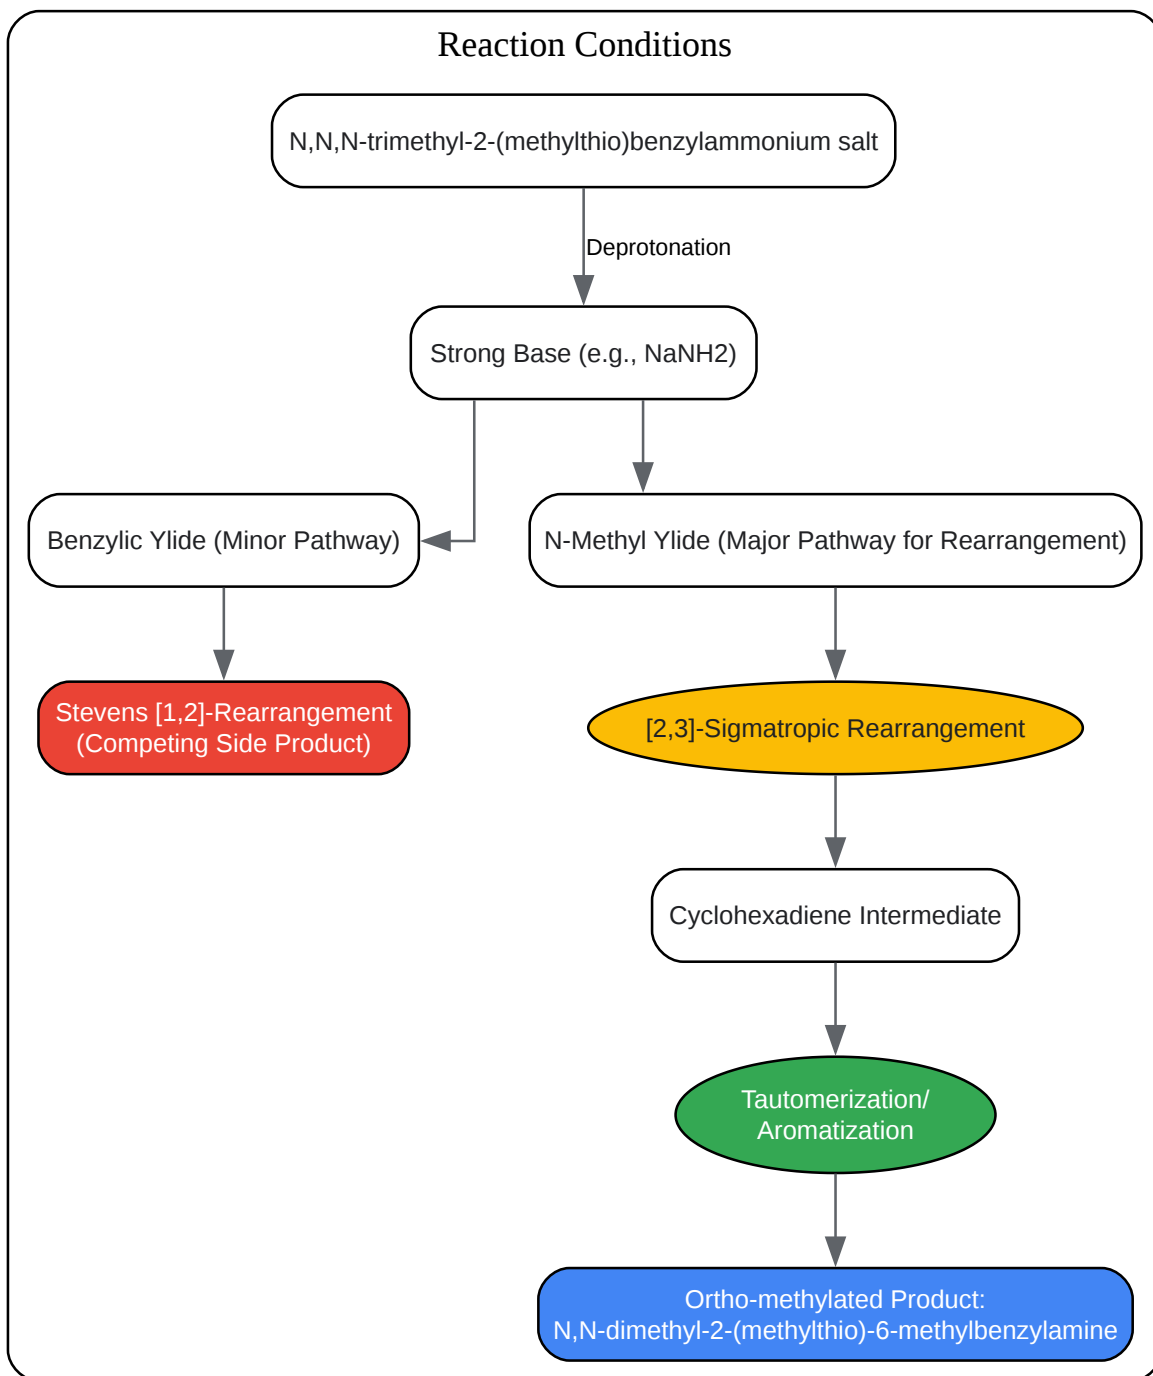 Reaction Conditions
N,N,N-trimethyl-2-(methylthio)benzylammonium salt
Deprotonation
Strong Base (e.g., NaNH2)
Benzylic Ylide (Minor Pathway)
N-Methyl Ylide (Major Pathway for Rearrangement)
Stevens [1,2]-Rearrangement
(Competing Side Product)
[2,3]-Sigmatropic Rearrangement
Cyclohexadiene Intermediate
Tautomerization/
Aromatization
Ortho-methylated Product:
N,N-dimethyl-2-(methylthio)-6-methylbenzylamine